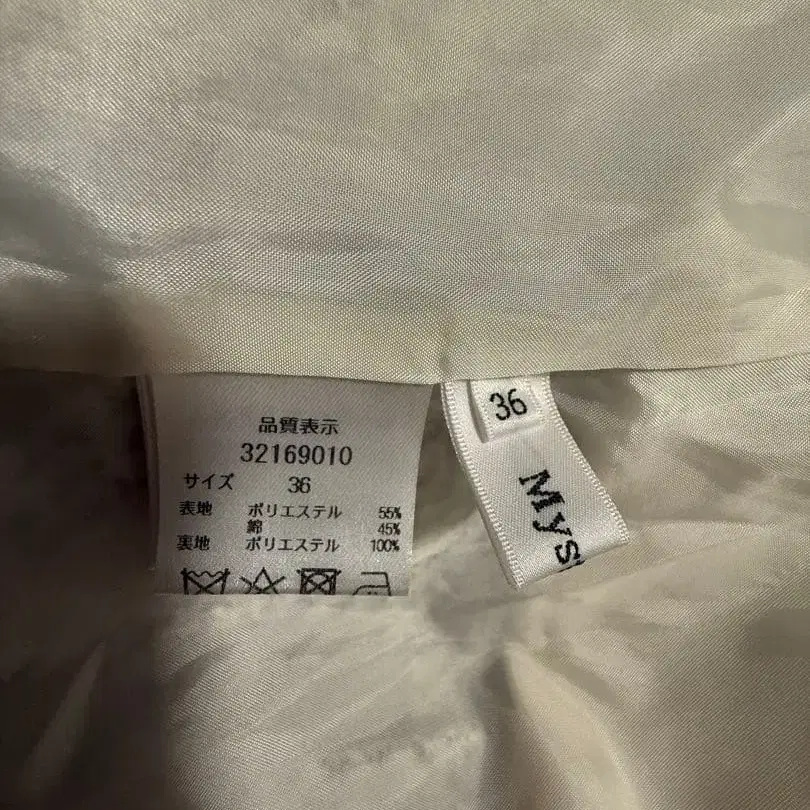 品質表示
32169010
サイズ 36
表地 ポリエステル 55%
綿 45%
裏地 ポリエステル 100%
36
Mys